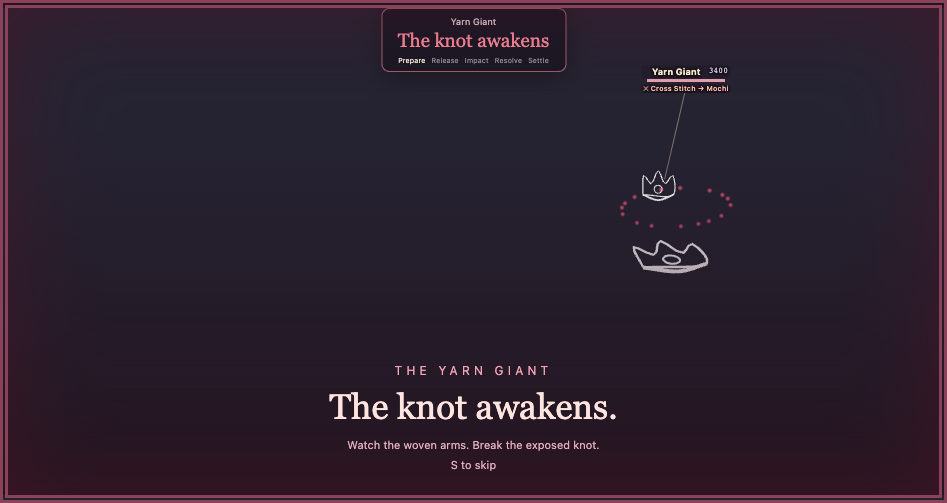 Yarn Giant
The knot awakens
Prepare Release Impact Resolve Settle
Yarn Giant 3400
× Cross Stitch → Mochi
THE YARN GIANT
The knot awakens.
Watch the woven arms. Break the exposed knot.
S to skip